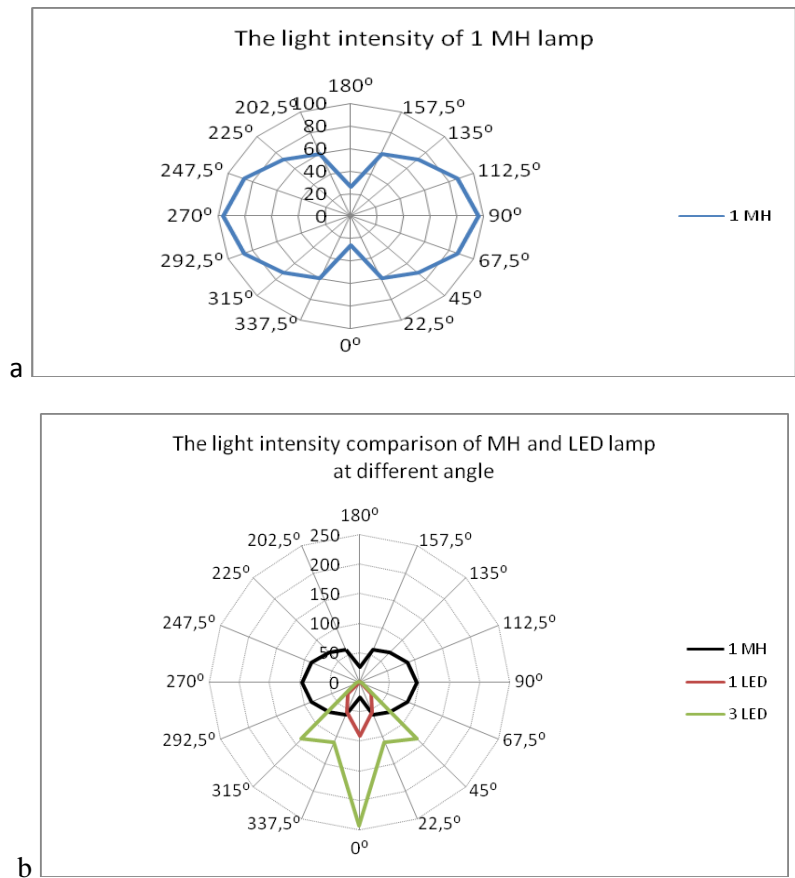 The light intensity of 1 MH lamp
180º
202,5º 100 157,5º
225º 80 135º
60
247,5º 40 112,5º
20
270º 0 90º 1 MH
292,5º 67,5º
315º 45º
337,5º 22,5º
0º
a
The light intensity comparison of MH and LED lamp
at different angle
180º
202,5º 250 157,5º
225º 200 135º
150
247,5º 100 112,5º
50
1 MH
270º 0 90º
1 LED
3 LED
292,5º 67,5º
315º 45º
337,5º 22,5º
0º
b